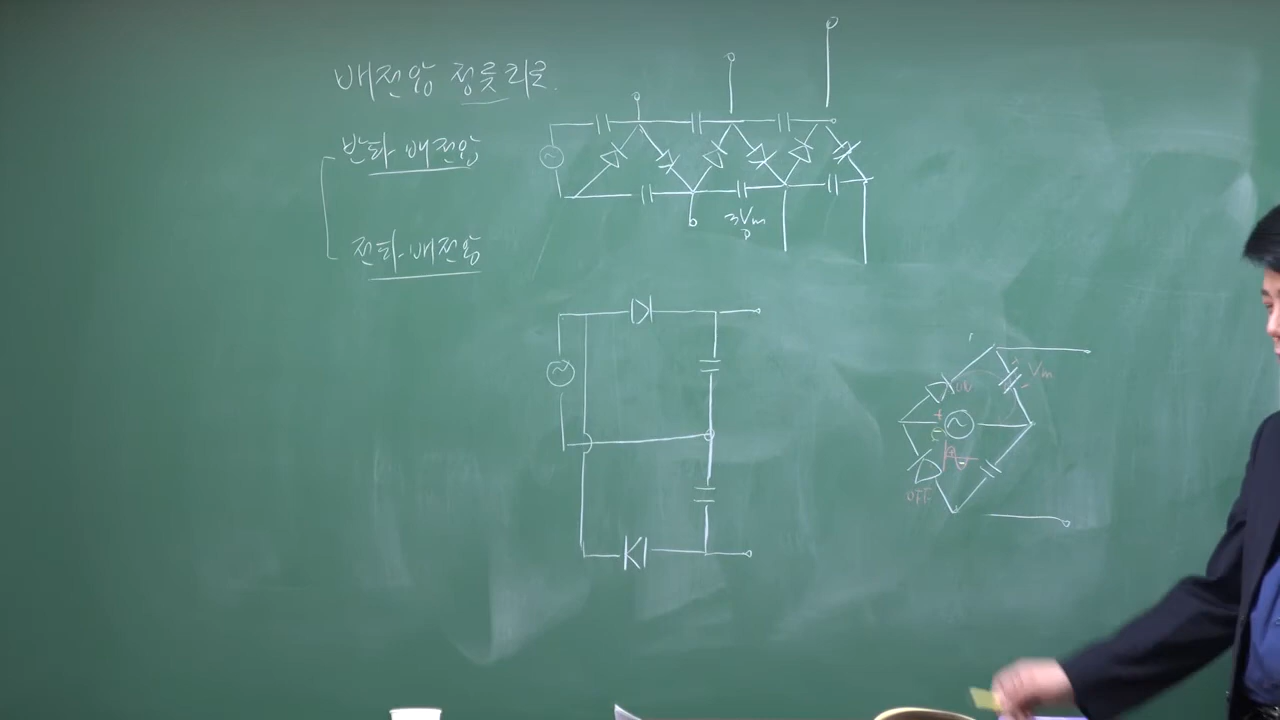 배전압 정류회로.
반파 배전압
전파 배전압
3Vm
P
Vm
+
-
ON
+
-
+
-
OFF